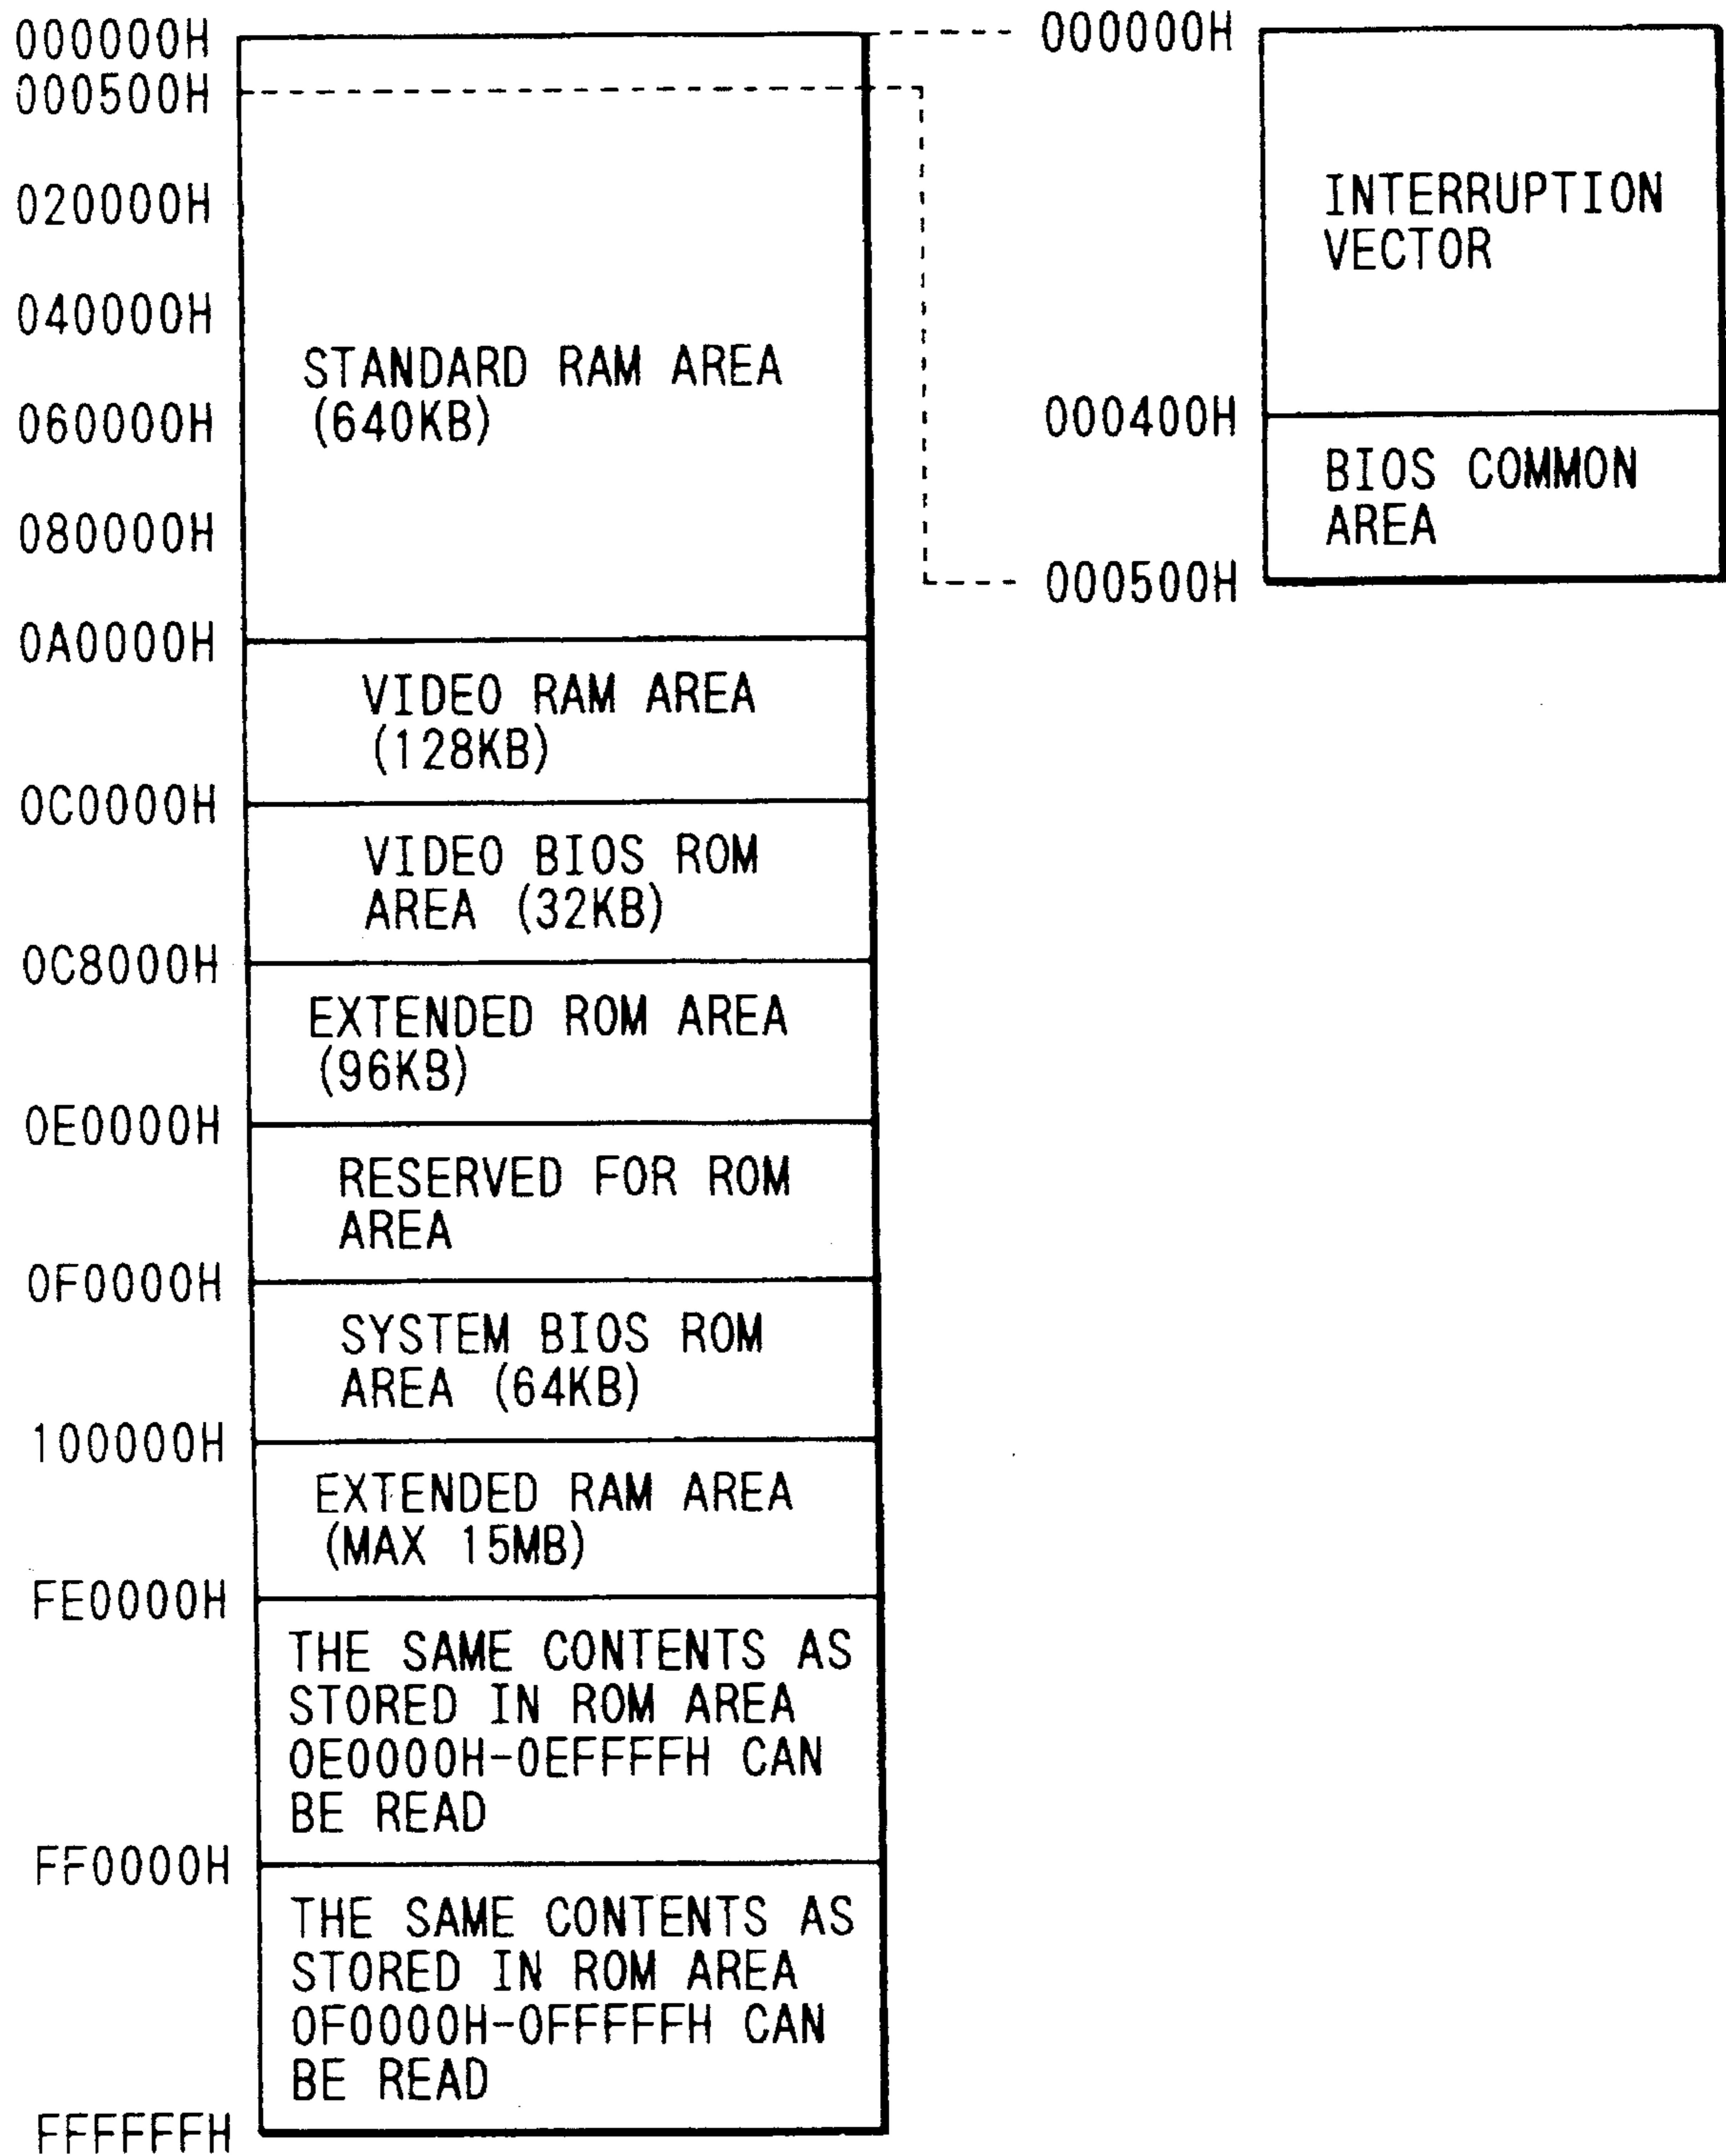 000000H
000500H
020000H
040000H
060000H
080000H
0A0000H
0C0000H
0C8000H
0E0000H
0F0000H
100000H
FE0000H
FF0000H
FFFFFFH
STANDARD RAM AREA
(640KB)
VIDEO RAM AREA
(128KB)
VIDEO BIOS ROM
AREA (32KB)
EXTENDED ROM AREA
(96KB)
RESERVED FOR ROM
AREA
SYSTEM BIOS ROM
AREA (64KB)
EXTENDED RAM AREA
(MAX 15MB)
THE SAME CONTENTS AS
STORED IN ROM AREA
0E0000H-0EFFFFH CAN
BE READ
THE SAME CONTENTS AS
STORED IN ROM AREA
0F0000H-0FFFFFH CAN
BE READ
000000H
000400H
000500H
INTERRUPTION
VECTOR
BIOS COMMON
AREA